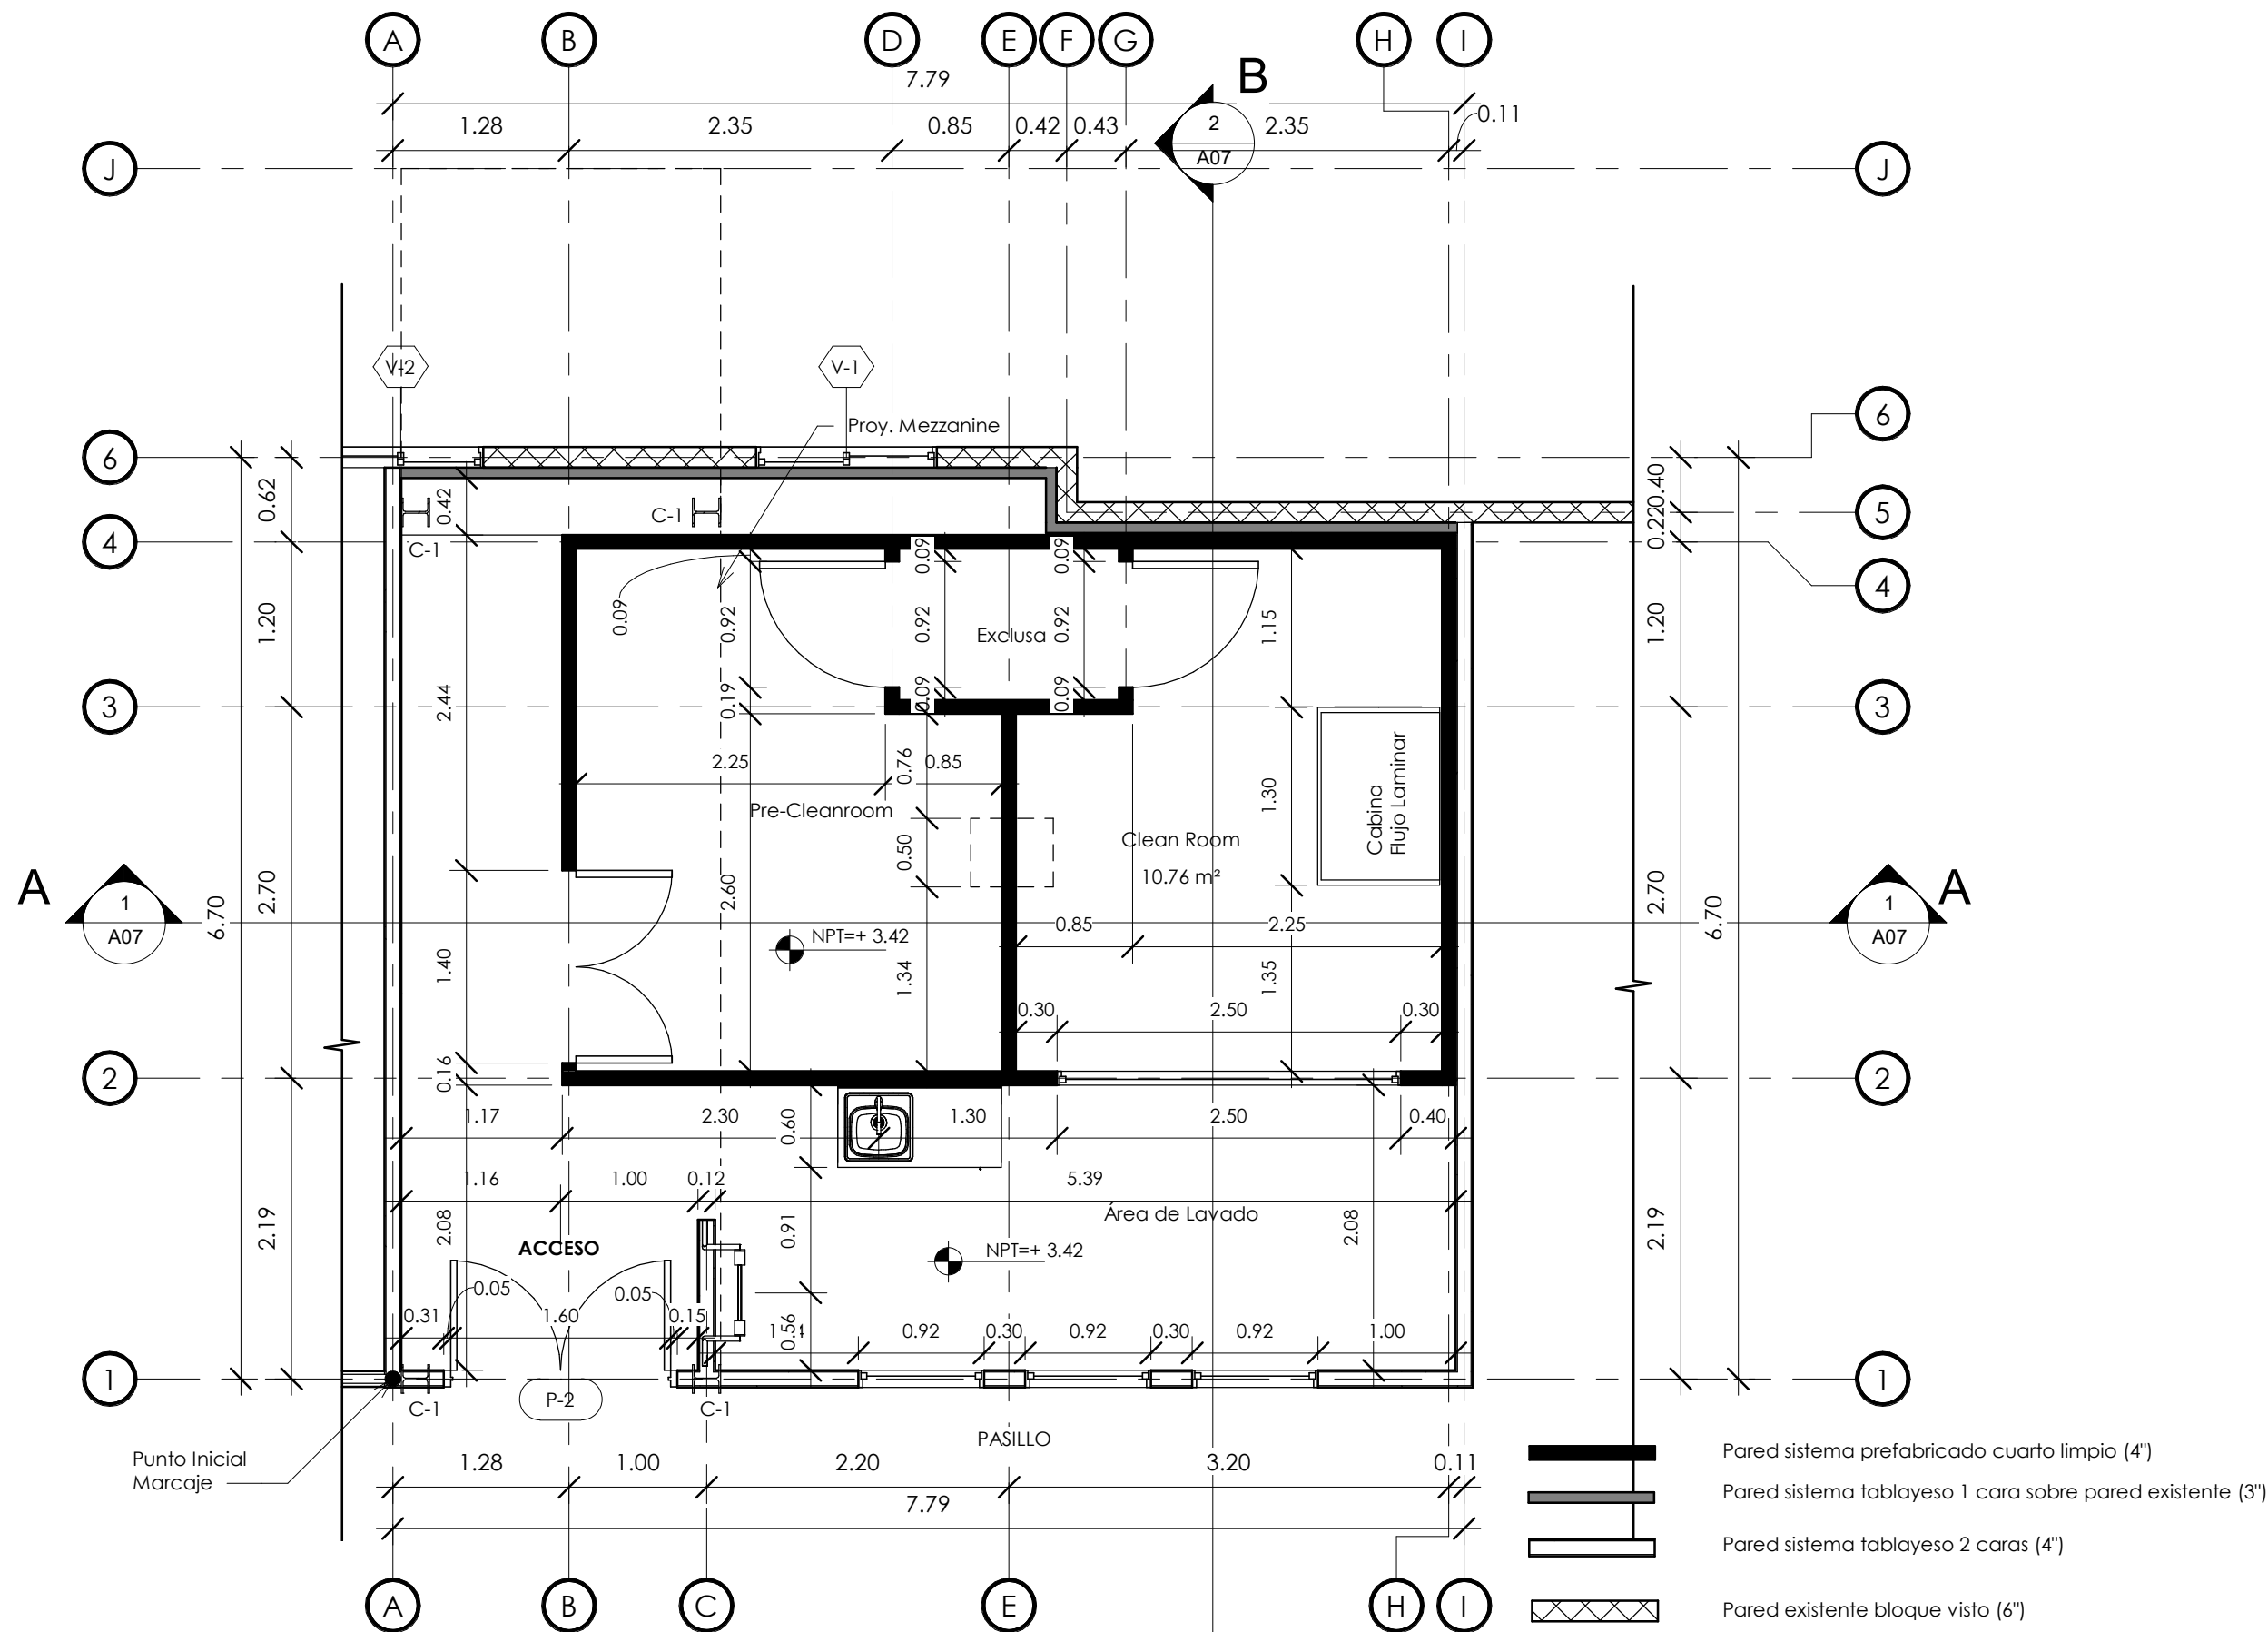 A B D E F G H I
7.79
B
1.28 2.35 0.85 0.42 0.43 2.35 0.11
2
A07
J J
V-2 V-1
Proy. Mezzanine
6 6
0.62 0.42 C-1 0.40
5
4 C-1 0.22
4
0.09 0.09 0.09
1.20 0.92 0.92 Exclusa 0.92 1.15 1.20
2.44 0.19 0.09 0.09
3 3
2.25 0.76 0.85
Pre-Cleanroom
0.50
1.30
Cabina
Flujo Laminar
Clean Room
10.76 m²
A A
1
A07
1
A07
6.70 2.70 2.60 2.70 6.70
0.85 2.25
NPT=+ 3.42
1.40 1.34 1.35
0.30 2.50 0.30
2 0.16 2
1.17 2.30 0.60 1.30 2.50 0.40
1.16 1.00 0.12 5.39
2.19 2.08 0.91 Área de Lavado 2.08 2.19
ACCESO
NPT=+ 3.42
0.05 0.05
0.31 1.60 0.15 0.56 0.92 0.30 0.92 0.30 0.92 1.00
1 1
P-2
C-1 C-1
PASILLO
Punto Inicial
Marcaje
1.28 1.00 2.20 3.20 0.11
7.79
A B C E H I
Pared sistema prefabricado cuarto limpio (4")
Pared sistema tablayeso 1 cara sobre pared existente (3")
Pared sistema tablayeso 2 caras (4")
Pared existente bloque visto (6")